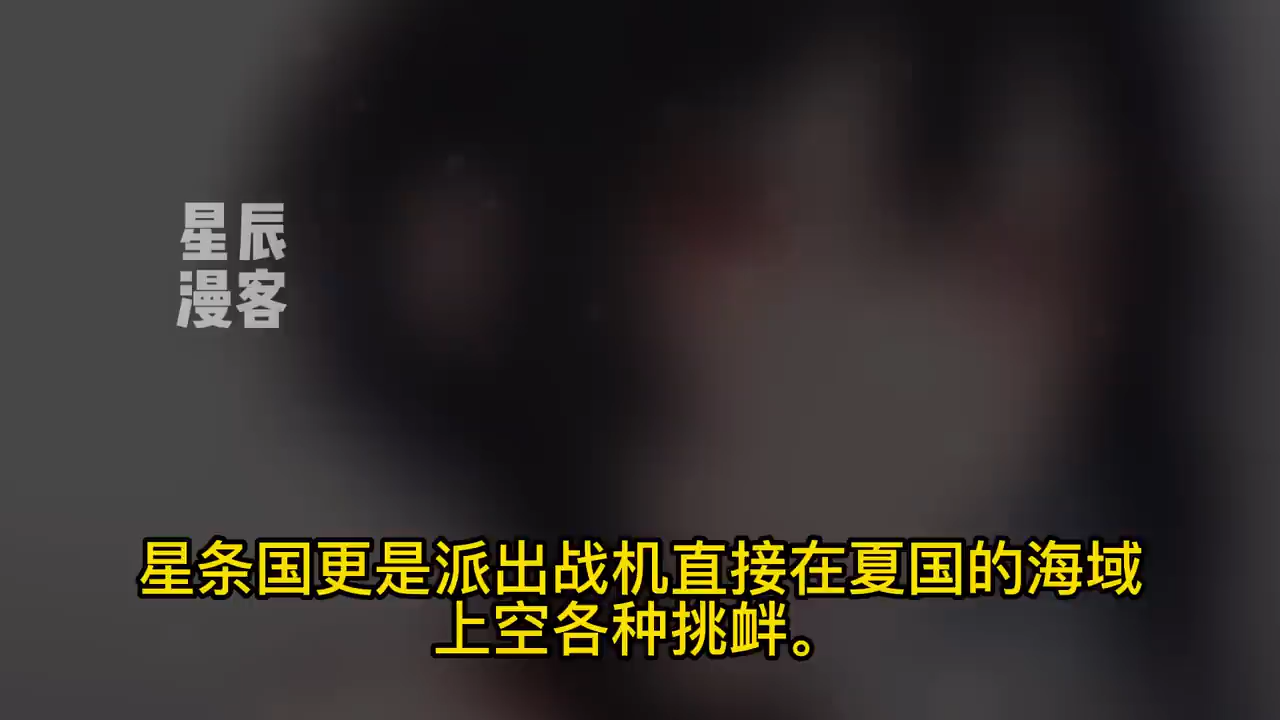 星辰
漫客
星条国更是派出战机直接在夏国的海域
上空各种挑衅。